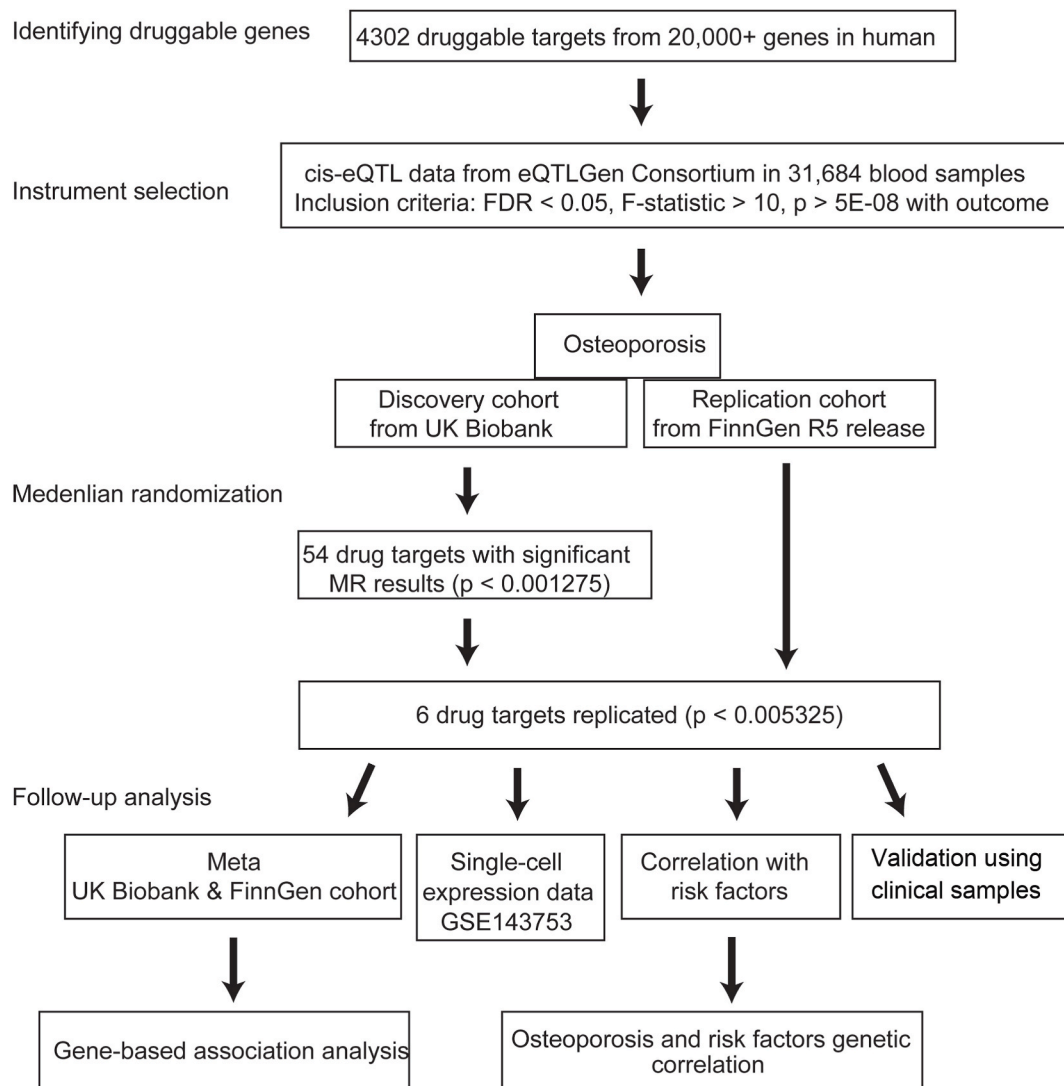 Identifying druggable genes
4302 druggable targets from 20,000+ genes in human
Instrument selection
cis-eQTL data from eQTLGen Consortium in 31,684 blood samples
Inclusion criteria: FDR < 0.05, F-statistic > 10, p > 5E-08 with outcome
Osteoporosis
Discovery cohort
from UK Biobank
Replication cohort
from FinnGen R5 release
Medenlian randomization
54 drug targets with significant
MR results (p < 0.001275)
6 drug targets replicated (p < 0.005325)
Follow-up analysis
Meta
UK Biobank & FinnGen cohort
Single-cell
expression data
GSE143753
Correlation with
risk factors
Validation using
clinical samples
Gene-based association analysis
Osteoporosis and risk factors genetic
correlation